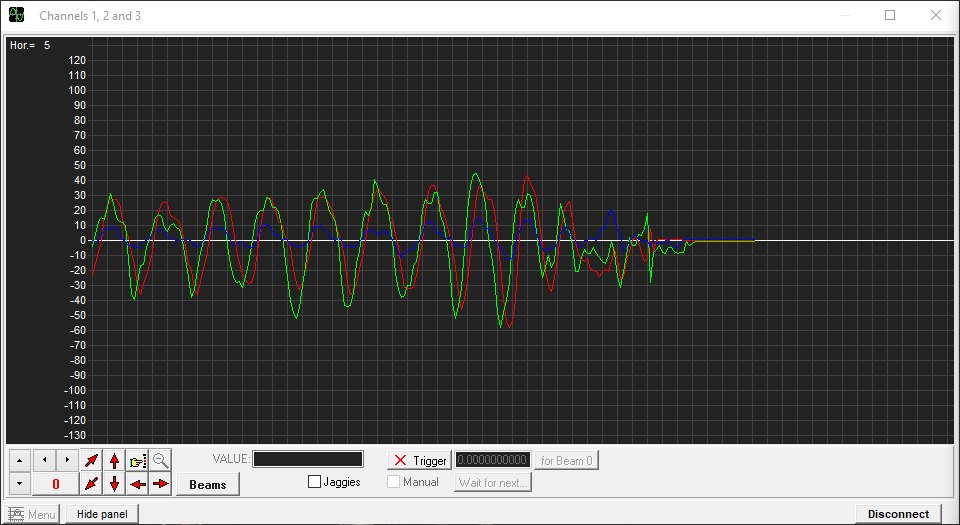 Channels 1, 2 and 3
Hor.= 5
120
110
100
90
80
70
60
50
40
30
20
10
0
-10
-20
-30
-40
-50
-60
-70
-80
-90
-100
-110
-120
-130
VALUE:
Trigger
0.0000000000
for Beam 0
0
Beams
Jaggies
Manual
Wait for next...
Menu
Hide panel
Disconnect